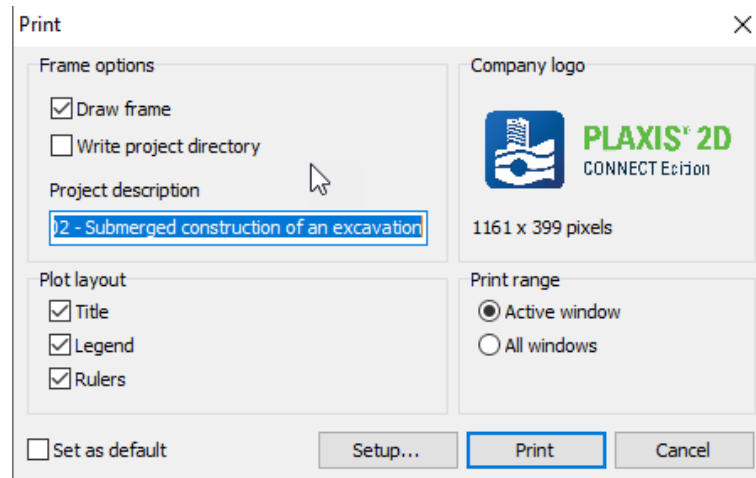 Print
Frame options
Draw frame
Write project directory
Project description
02 - Submerged construction of an excavation
Company logo
PLAXIS® 2D
CONNECT Edition
1161 x 399 pixels
Plot layout
Title
Legend
Rulers
Print range
Active window
All windows
Set as default
Setup...
Print
Cancel